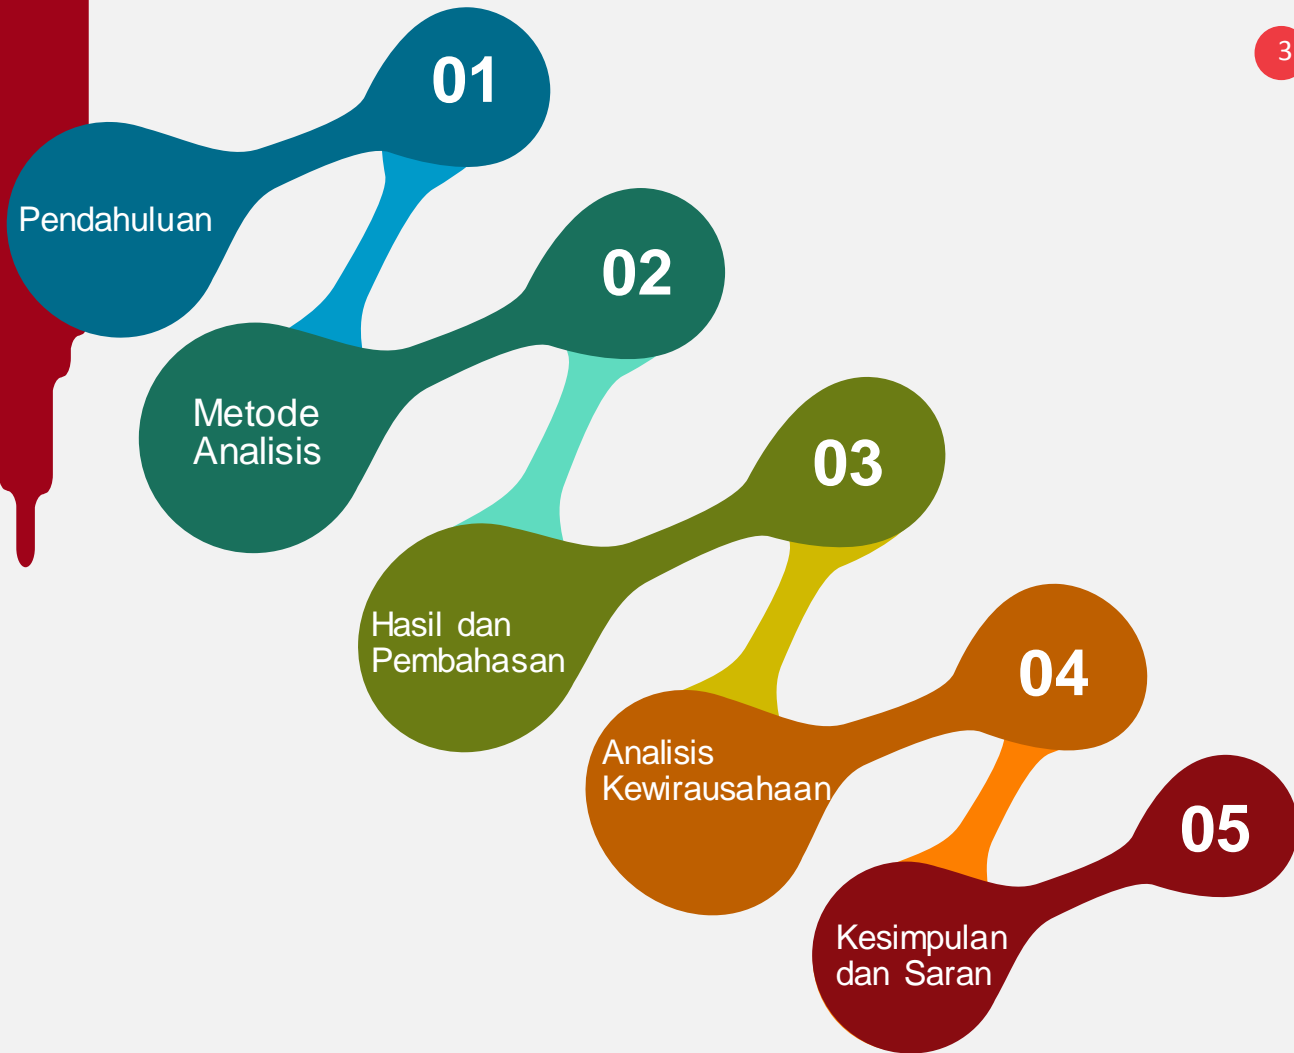 3
01
Pendahuluan
02
Metode
Analisis
03
Hasil dan
Pembahasan
04
Analisis
Kewirausahaan
05
Kesimpulan
dan Saran